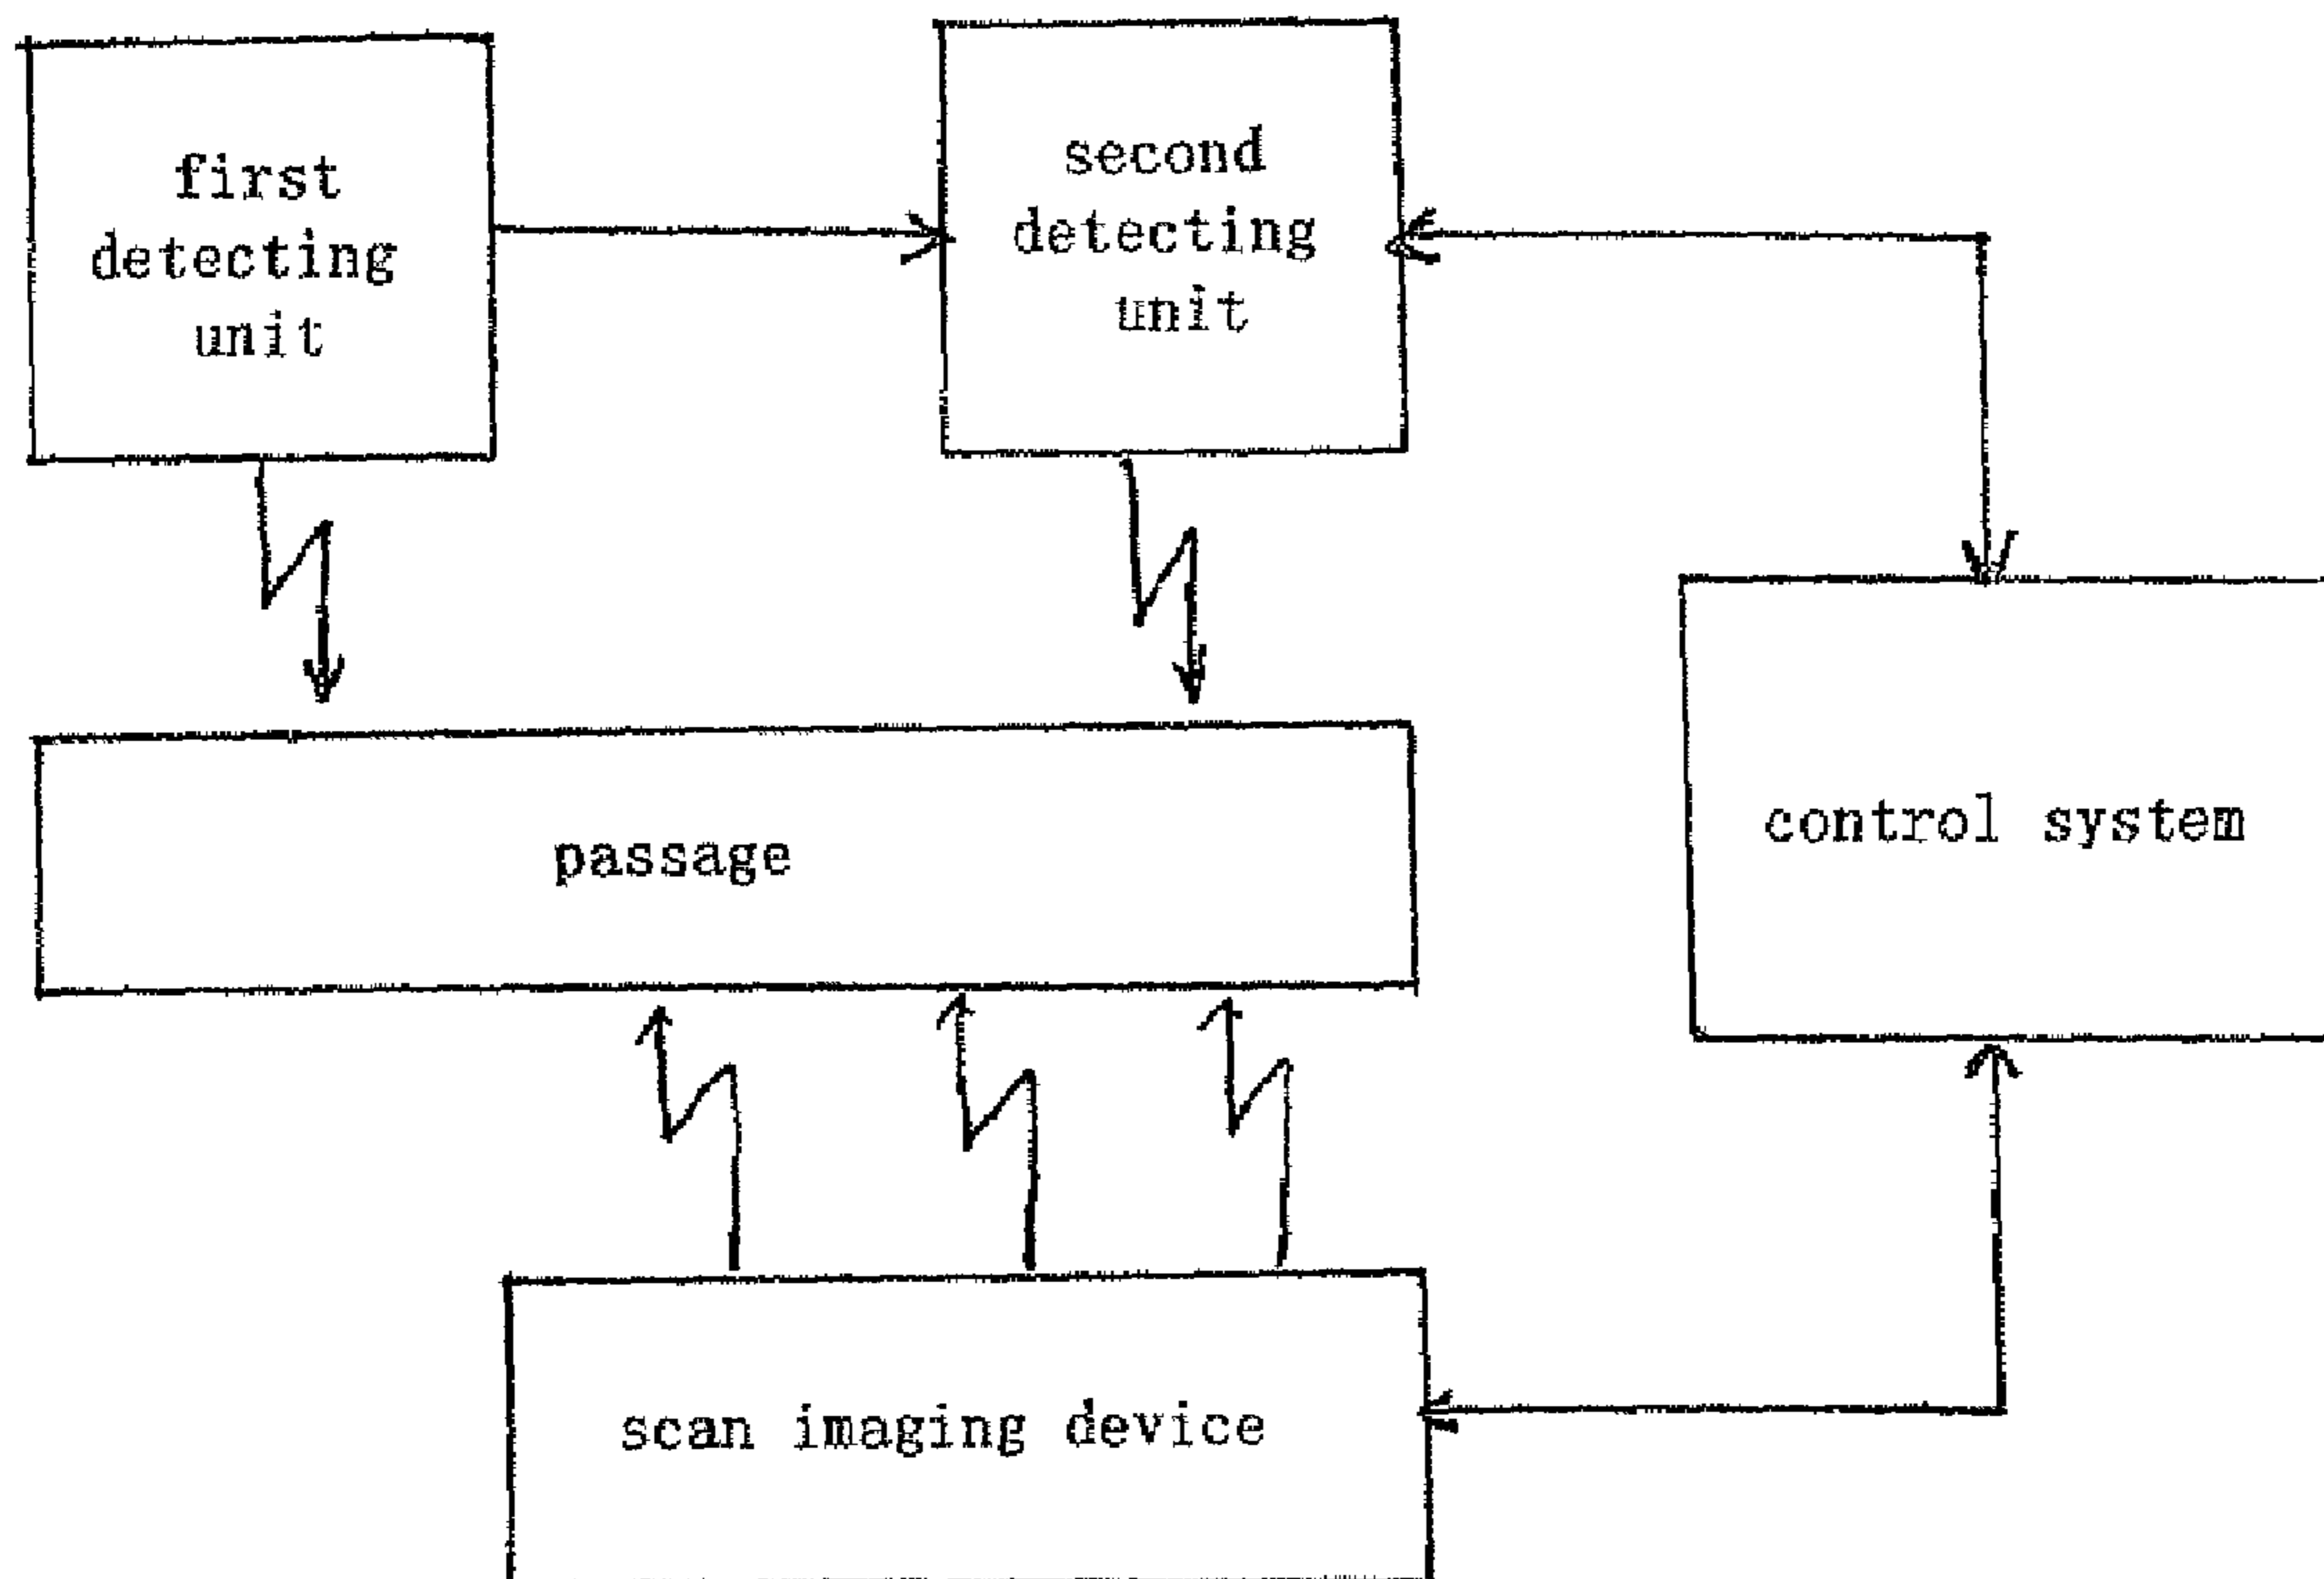 first
detecting
unit
second
detecting
unit
passage
control system
scan imaging device